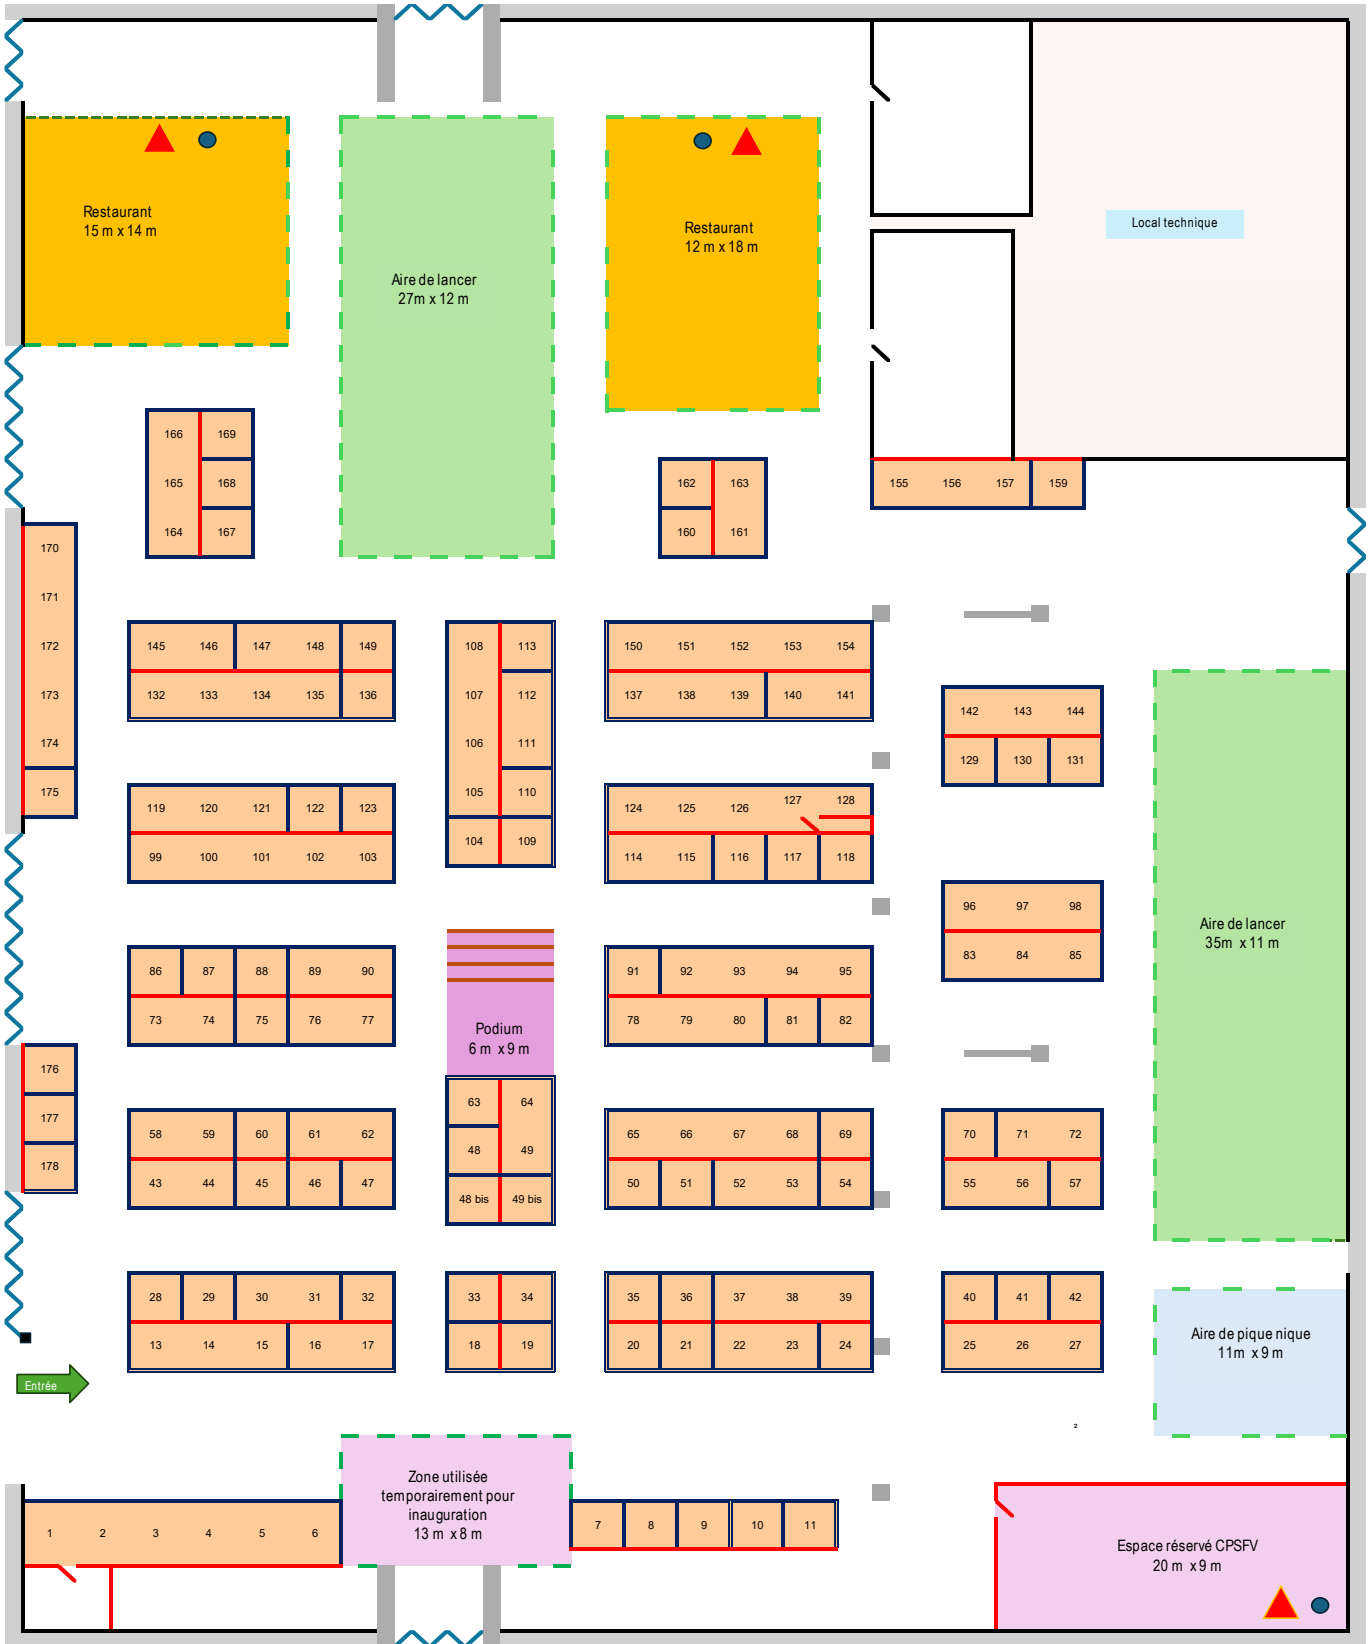 Restaurant
15 m x 14 m
Aire de lancer
27m x 12 m
Restaurant
12 m x 18 m
Local technique
166 169
165 168
164 167
162 163
160 161
155 156 157 159
170
171
172
173
174
175
145 146 147 148 149
132 133 134 135 136
108 113
107 112
106 111
105 110
104 109
150 151 152 153 154
137 138 139 140 141
142 143 144
129 130 131
119 120 121 122 123
99 100 101 102 103
124 125 126 127 128
114 115 116 117 118
96 97 98
83 84 85
Aire de lancer
35m x 11 m
86 87 88 89 90
73 74 75 76 77
Podium
6 m x 9 m
91 92 93 94 95
78 79 80 81 82
176
177
178
58 59 60 61 62
43 44 45 46 47
63 64
48 49
48 bis 49 bis
65 66 67 68 69
50 51 52 53 54
70 71 72
55 56 57
28 29 30 31 32
13 14 15 16 17
33 34
18 19
35 36 37 38 39
20 21 22 23 24
40 41 42
25 26 27
Aire de pique nique
11m x 9 m
Entrée
2
Zone utilisée
temporairement pour
inauguration
13 m x 8 m
1 2 3 4 5 6
7 8 9 10 11
Espace réservé CPSFV
20 m x 9 m